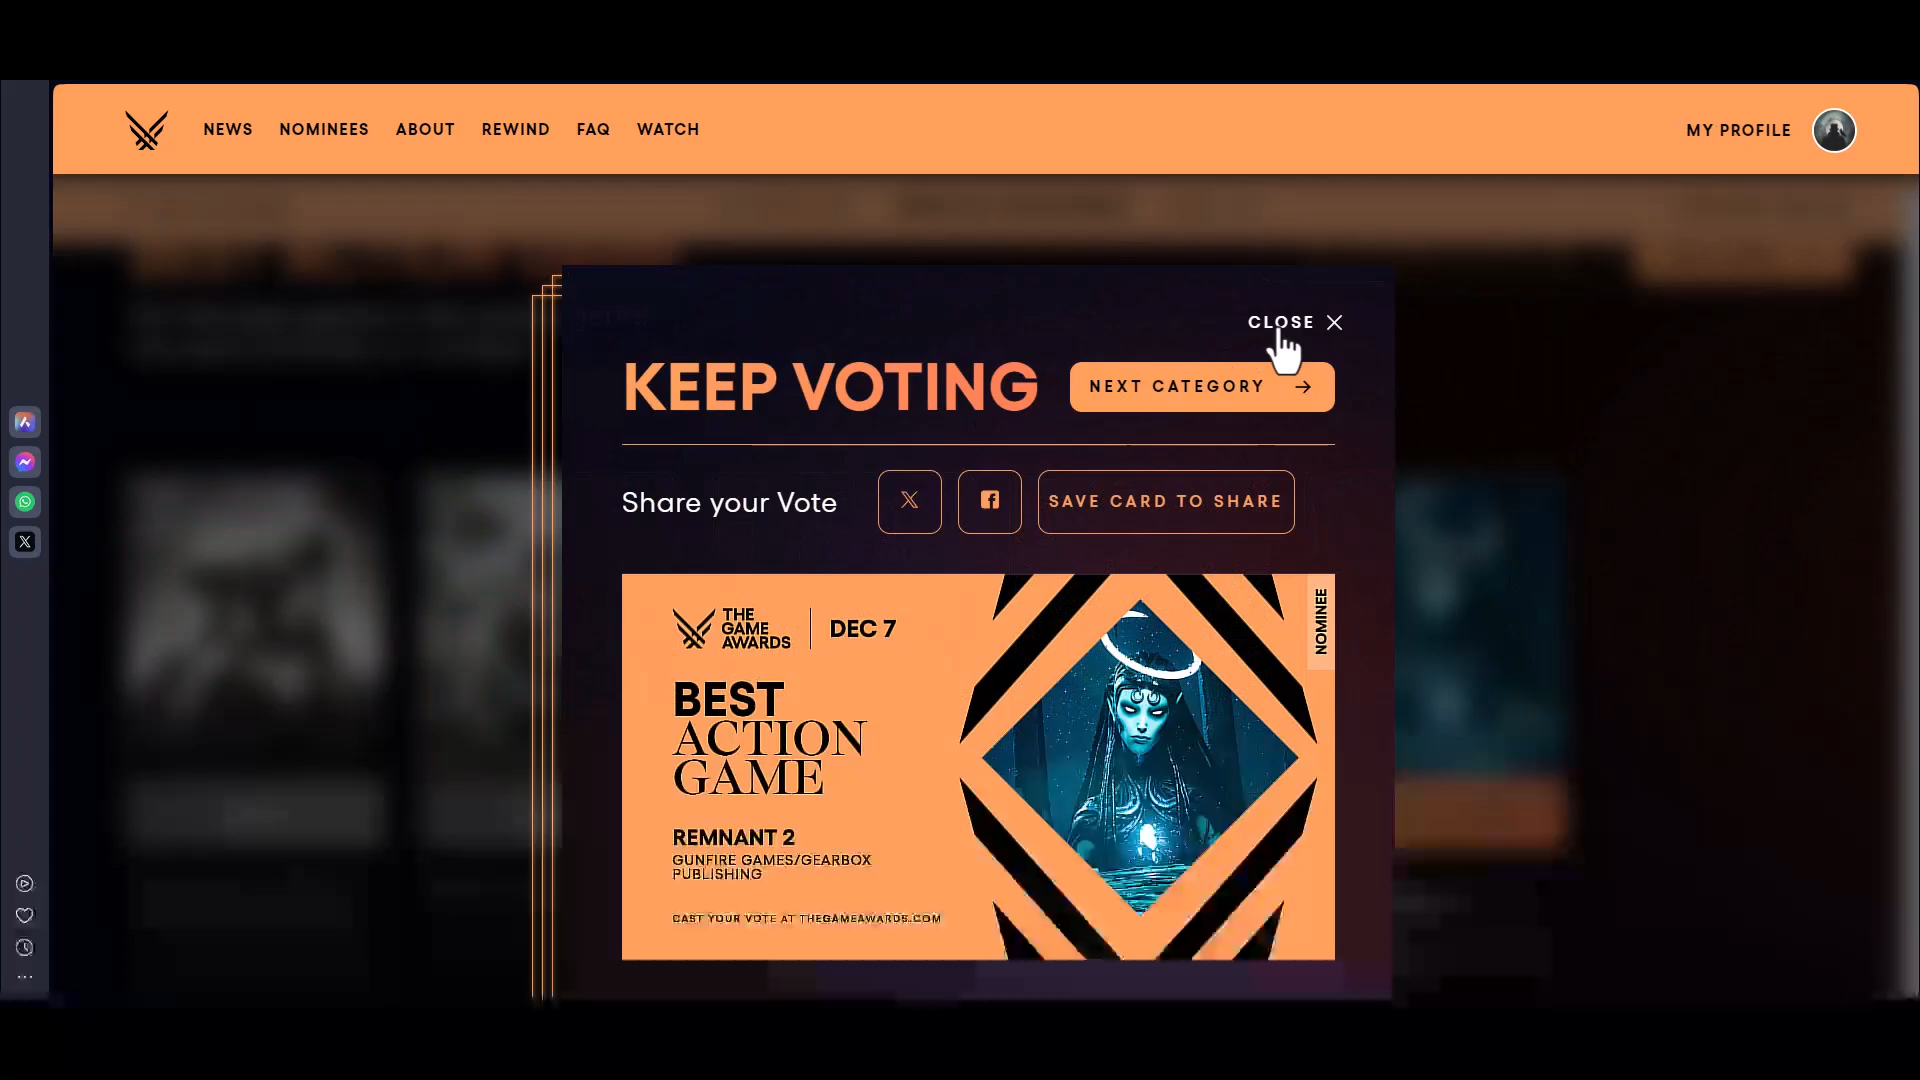 NEWS NOMINEES ABOUT REWIND FAQ WATCH
MY PROFILE
CLOSE
KEEP VOTING
NEXT CATEGORY
Share your Vote
SAVE CARD TO SHARE
THE
GAME
AWARDS
DEC 7
NOMINEE
BEST
ACTION
GAME
REMNANT 2
GUNFIRE GAMES/GEARBOX
PUBLISHING
CAST YOUR VOTE AT THEGAMEAWARDS.COM